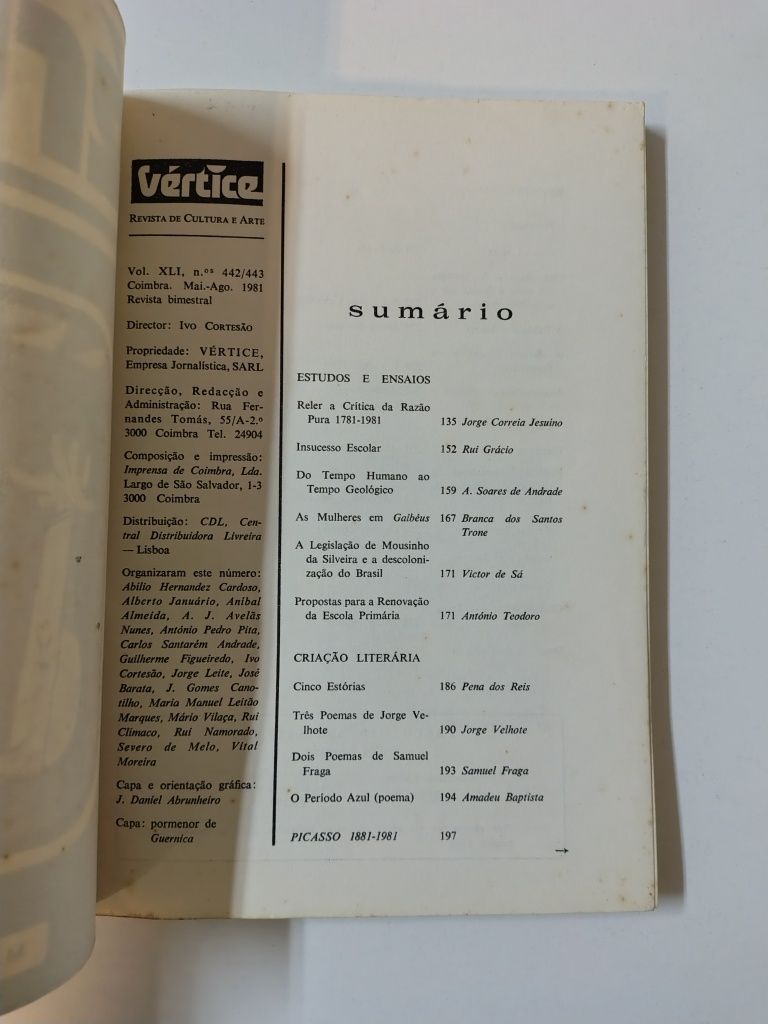 Vértice
REVISTA DE CULTURA E ARTE
Vol. XLI, n.os 442/443
Coimbra. Mai.-Ago. 1981
Revista bimestral
Director: IVO CORTESÃO
Propriedade: VÉRTICE,
Empresa Jornalística, SARL
Direcção, Redacção e
Administração: Rua Fer-
nandes Tomás, 55/A-2.º
3000 Coimbra Tel. 24904
Composição e impressão:
Imprensa de Coimbra, Lda.
Largo de São Salvador, 1-3
3000 Coimbra
Distribuição: CDL, Cen-
tral Distribuidora Livreira
— Lisboa
Organizaram este número:
Abílio Hernandez Cardoso,
Alberto Januário, Aníbal
Almeida, A. J. Avelãs
Nunes, António Pedro Pita,
Carlos Santarém Andrade,
Guilherme Figueiredo, Ivo
Cortesão, Jorge Leite, José
Barata, J. Gomes Cano-
tilho, Maria Manuel Leitão
Marques, Mário Vilaça, Rui
Clímaco, Rui Namorado,
Severo de Melo, Vital
Moreira
Capa e orientação gráfica:
J. Daniel Abrunheiro
Capa: pormenor de
Guernica
sumário
ESTUDOS E ENSAIOS
Reler a Crítica da Razão
Pura 1781-1981 135 Jorge Correia Jesuíno
Insucesso Escolar 152 Rui Grácio
Do Tempo Humano ao
Tempo Geológico 159 A. Soares de Andrade
As Mulheres em Gaibéus 167 Branca dos Santos
Trone
A Legislação de Mousinho
da Silveira e a descoloni-
zação do Brasil 171 Victor de Sá
Propostas para a Renovação
da Escola Primária 171 António Teodoro
CRIAÇÃO LITERÁRIA
Cinco Estórias 186 Pena dos Reis
Três Poemas de Jorge Ve-
lhote 190 Jorge Velhote
Dois Poemas de Samuel
Fraga 193 Samuel Fraga
O Período Azul (poema) 194 Amadeu Baptista
PICASSO 1881-1981 197
→